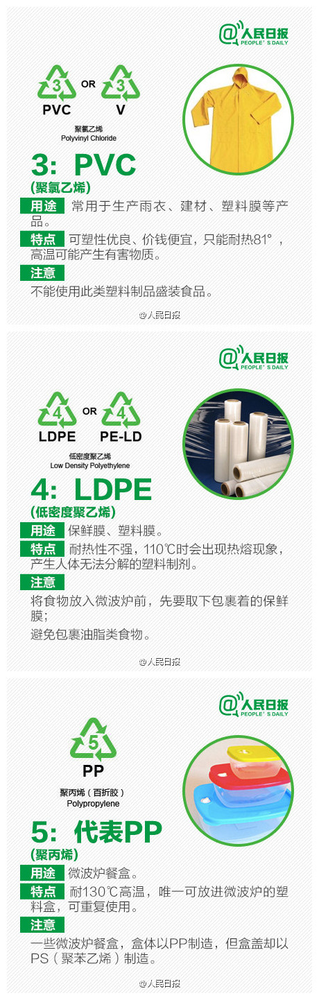 @人民日报
PEOPLE'S DAILY
3 OR 3
PVC V
聚氯乙烯
Polyvinyl Chloride
3：PVC
(聚氯乙烯)
用途 常用于生产雨衣、建材、塑料膜等产
品。
特点 可塑性优良、价钱便宜，只能耐热81°，
高温可能产生有害物质。
注意
不能使用此类塑料制品盛装食品。
@人民日报
@人民日报
PEOPLE'S DAILY
4 OR 4
LDPE PE-LD
低密度聚乙烯
Low Density Polyethylene
4：LDPE
(低密度聚乙烯)
用途 保鲜膜、塑料膜。
特点 耐热性不强，110℃时会出现热熔现象，
产生人体无法分解的塑料制剂。
注意
将食物放入微波炉前，先要取下包裹着的保鲜
膜；
避免包裹油脂类食物。
@人民日报
@人民日报
PEOPLE'S DAILY
5
PP
聚丙烯（百折胶）
Polypropylene
5：代表PP
(聚丙烯)
用途 微波炉餐盒。
特点 耐130℃高温，唯一可放进微波炉的塑
料盒，可重复使用。
注意
一些微波炉餐盒，盒体以PP制造，但盒盖却以
PS（聚苯乙烯）制造。
@人民日报